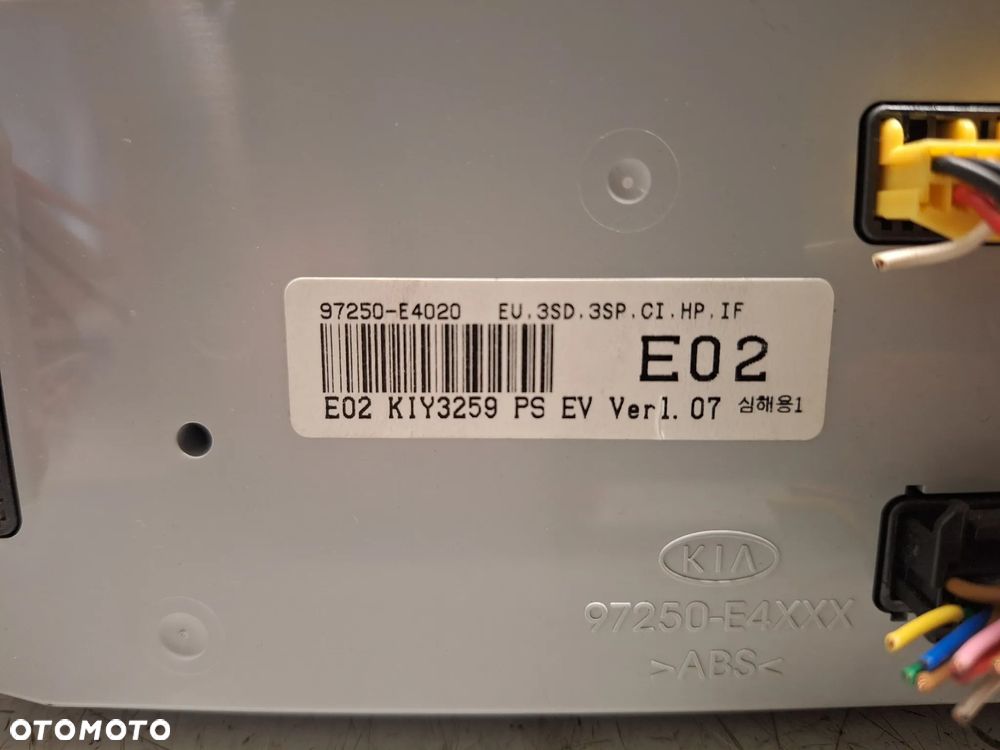 97250-E4020 EU.3SD.3SP.CI.HP.IF
E02
E02 KIY3259 PS EV Ver1.07 심해용1
KIA
97250-E4XXX
>ABS<
OTOMOTO